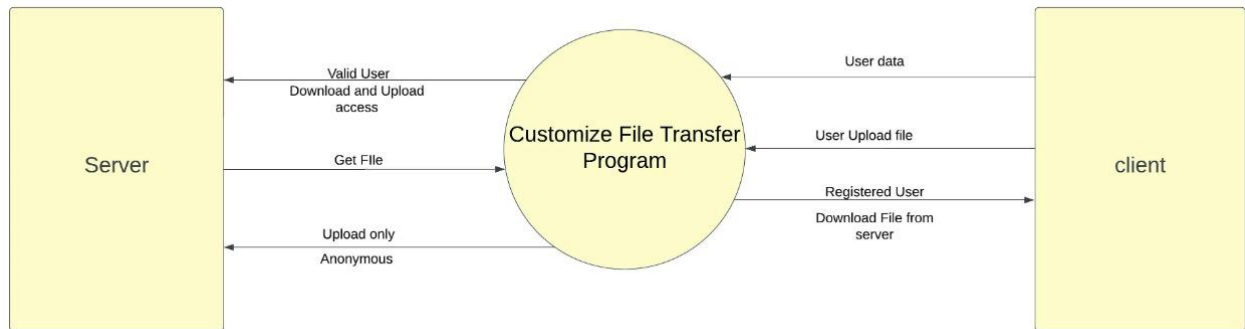 Server
Valid User
Download and Upload
access
Get FIle
Upload only
Anonymous
Customize File Transfer
Program
User data
User Upload file
Registered User
Download File from
server
client